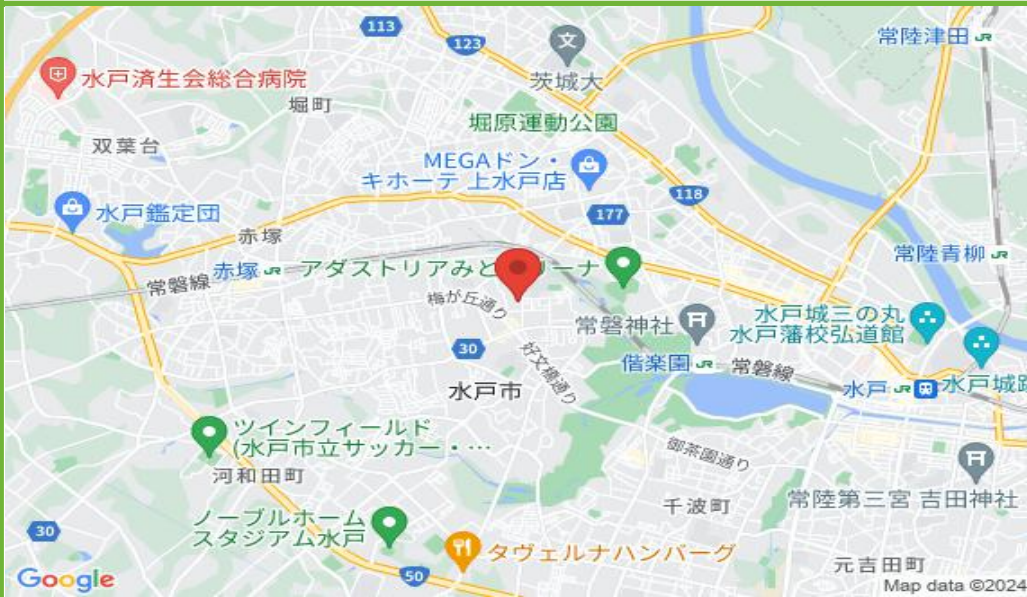 113
123
茨城大
常陸津田
JR
水戸済生会総合病院
堀町
堀原運動公園
双葉台
MEGAドン・
キホーテ 上水戸店
118
177
水戸鑑定団
赤塚
赤塚 JR
アダストリアみと
リーナ
常陸青柳 JR
常磐線
梅が丘通り
常磐神社
水戸城三の丸
水戸藩校弘道館
30
好文橋通り
偕楽園 JR
常磐線
水戸市
水戸 JR
水戸城跡
ツインフィールド
(水戸市立サッカー・…
御茶園通り
河和田町
千波町
常陸第三宮 吉田神社
ノーブルホーム
スタジアム水戸
30
タヴェルナハンバーグ
元吉田町
50
Google
Map data ©2024